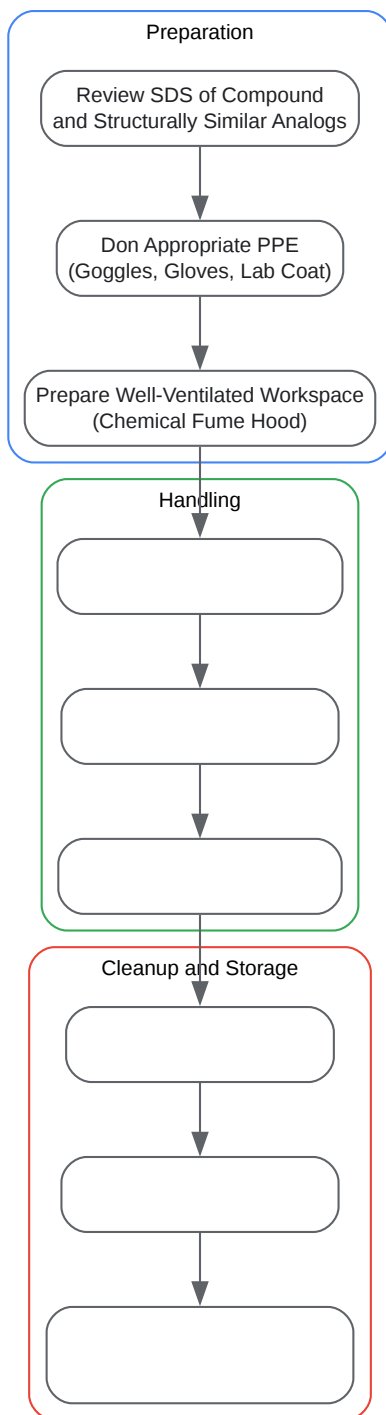 Preparation
Review SDS of Compound
and Structurally Similar Analogs
Don Appropriate PPE
(Goggles, Gloves, Lab Coat)
Prepare Well-Ventilated Workspace
(Chemical Fume Hood)
Handling
Cleanup and Storage